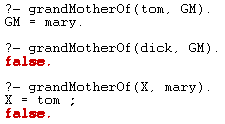 ?- grandMotherOf(tom, GM).
GM = mary.
?- grandMotherOf(dick, GM).
false.
?- grandMotherOf(X, mary).
X = tom ;
false.